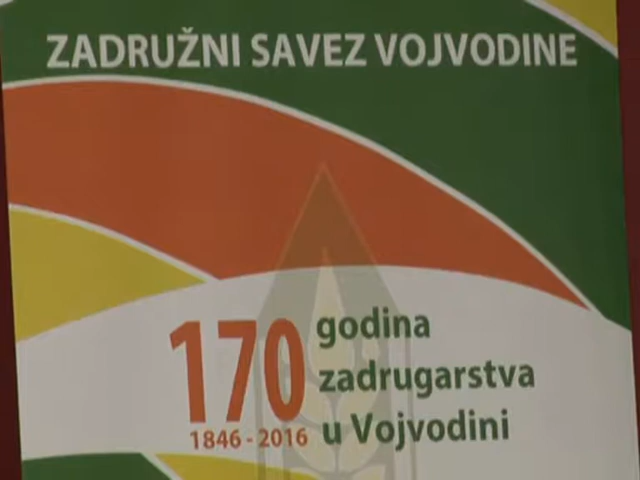 ZADRUŽNI SAVEZ VOJVODINE
170
godina
zadrugarstva
u Vojvodini
1846 - 2016